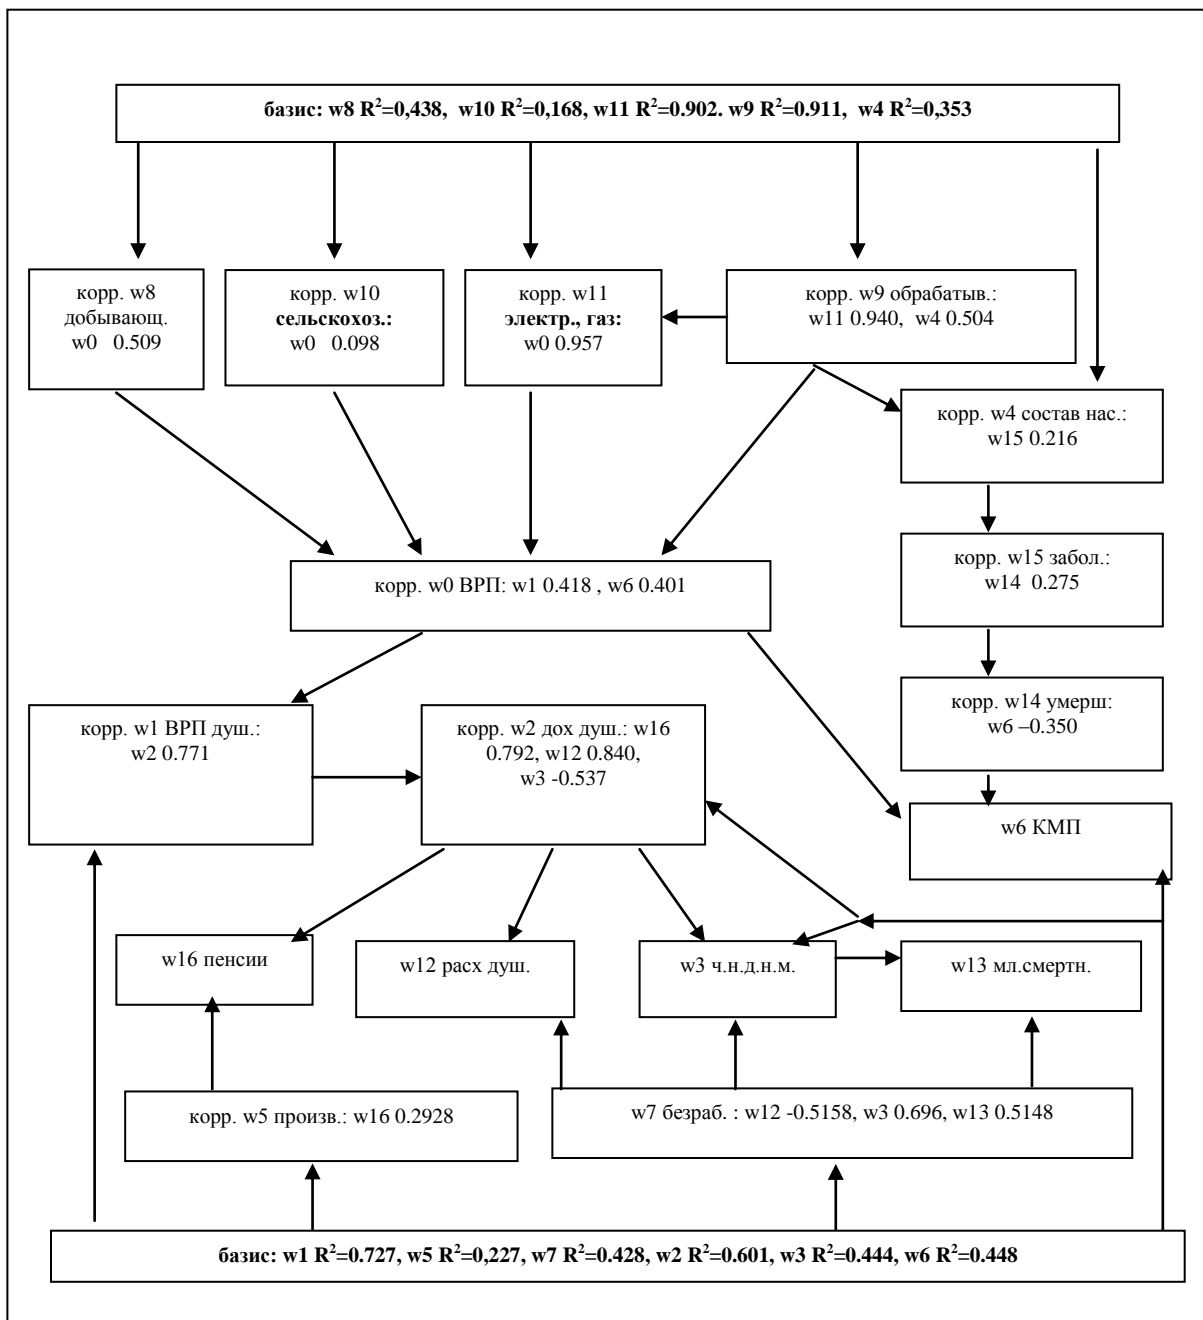 базис: w8 R²=0,438, w10 R²=0,168, w11 R²=0.902. w9 R²=0.911, w4 R²=0,353
корр. w8
добывающ.
w0 0.509
корр. w10
сельскохоз.:
w0 0.098
корр. w11
электр., газ:
w0 0.957
корр. w9 обрабатыв.:
w11 0.940, w4 0.504
корр. w4 состав нас.:
w15 0.216
корр. w15 забол.:
w14 0.275
корр. w0 ВРП: w1 0.418 , w6 0.401
корр. w14 умерш:
w6 –0.350
корр. w1 ВРП душ.:
w2 0.771
корр. w2 дох душ.: w16
0.792, w12 0.840,
w3 -0.537
w6 КМП
w16 пенсии
w12 расх душ.
w3 ч.н.д.н.м.
w13 мл.смертн.
корр. w5 произв.: w16 0.2928
w7 безраб. : w12 -0.5158, w3 0.696, w13 0.5148
базис: w1 R²=0.727, w5 R²=0,227, w7 R²=0.428, w2 R²=0.601, w3 R²=0.444, w6 R²=0.448